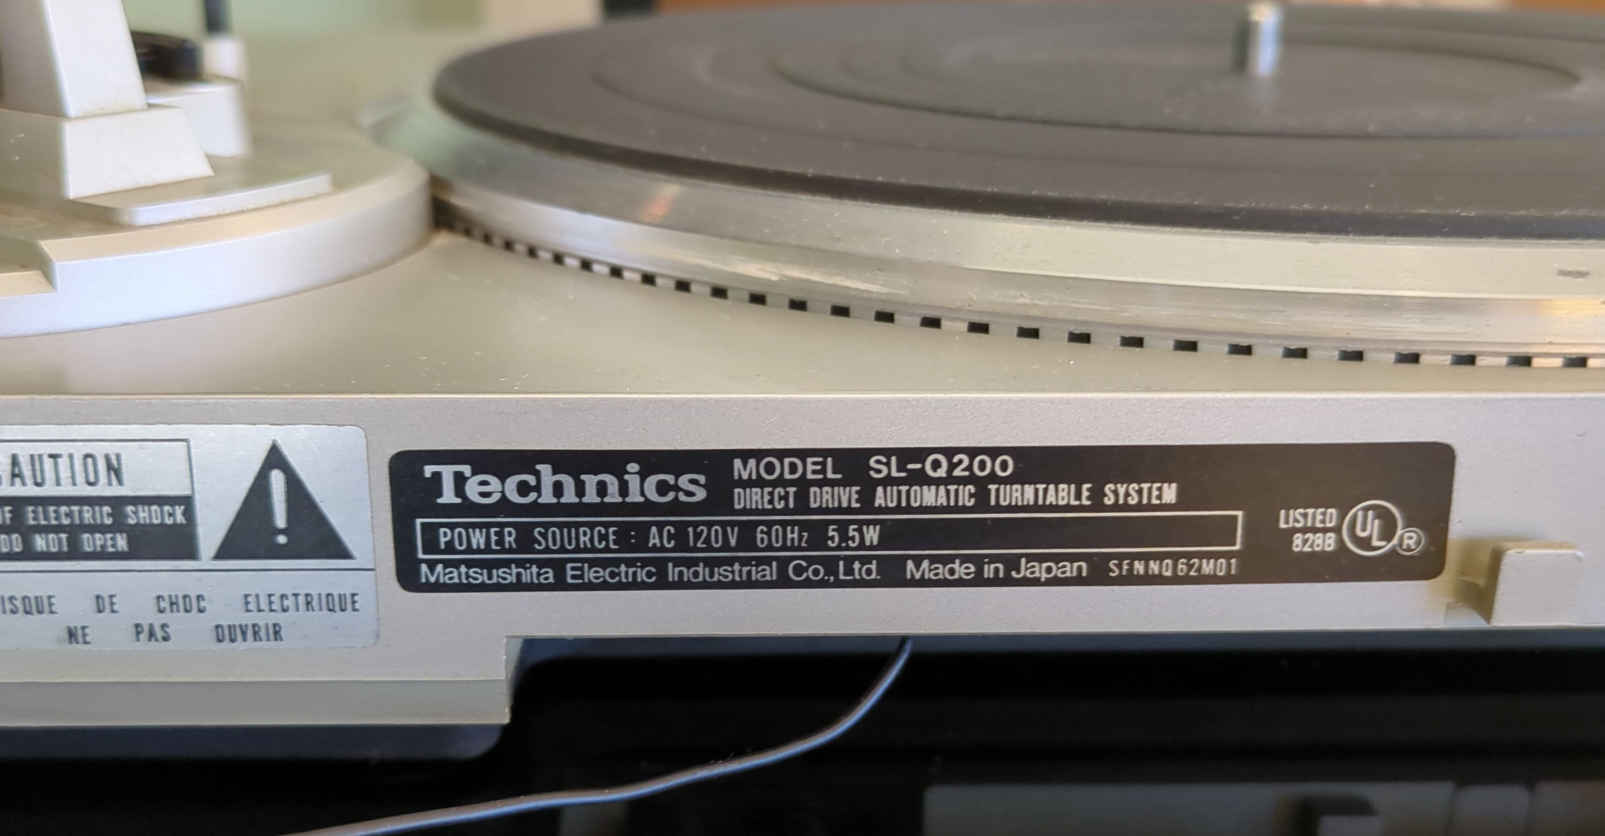 CAUTION
OF ELECTRIC SHOCK
DO NOT OPEN
DE CHOC ELECTRIQUE
NE PAS OUVRIR
Technics
MODEL SL-Q200
DIRECT DRIVE AUTOMATIC TURNTABLE SYSTEM
POWER SOURCE : AC 120V 60Hz 5.5W
Matsushita Electric Industrial Co., Ltd. Made in Japan SFNNQ62M01
LISTED
828B
UL ®